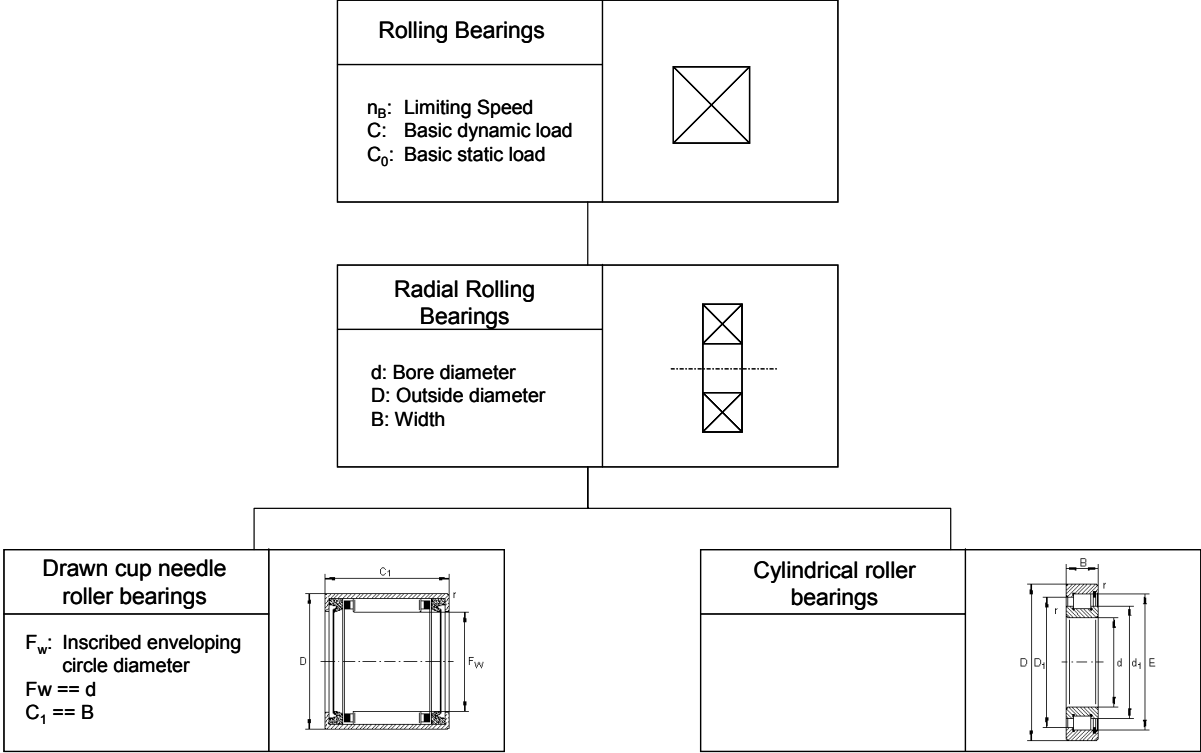 Rolling Bearings
n_B: Limiting Speed
C: Basic dynamic load
C_0: Basic static load
Radial Rolling
Bearings
d: Bore diameter
D: Outside diameter
B: Width
Drawn cup needle
roller bearings
F_w: Inscribed enveloping
circle diameter
Fw == d
C_1 == B
C_1
r
D
F_W
Cylindrical roller
bearings
B
r
r
D D_1 d d_1 E